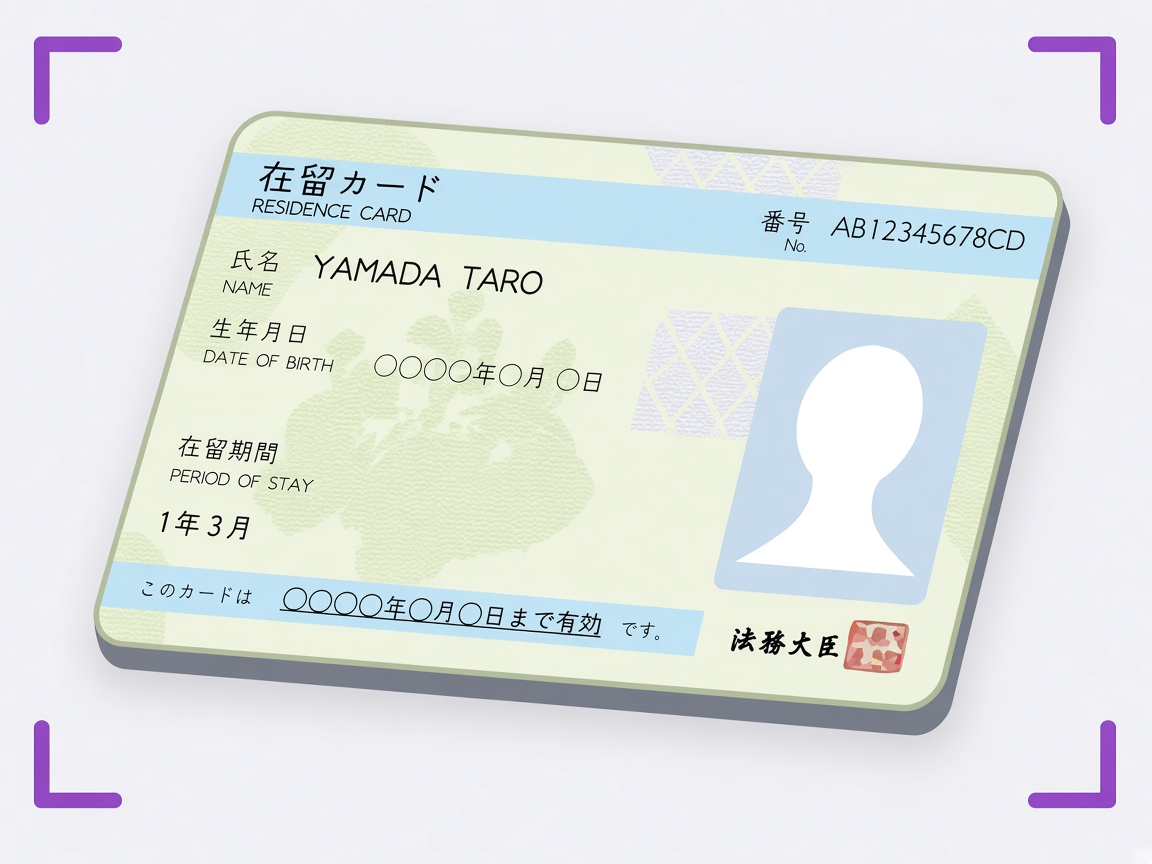 在留カード
RESIDENCE CARD
番号 AB12345678CD
No.
氏名 YAMADA TARO
NAME
生年月日
DATE OF BIRTH ○○○○年○月 ○日
在留期間
PERIOD OF STAY
1年3月
このカードは ○○○○年○月○日まで有効 です。
法務大臣